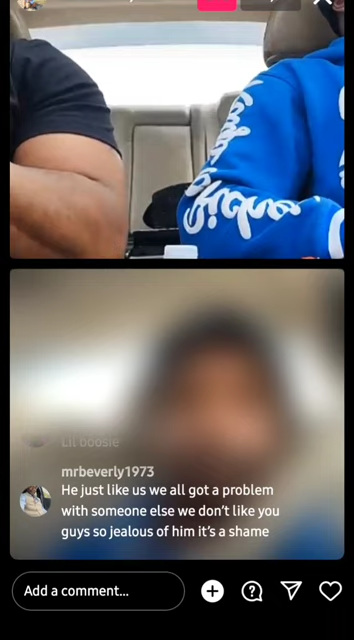 Lil boosie
mrbeverly1973
He just like us we all got a problem
with someone else we don't like you
guys so jealous of him it's a shame
Add a comment...